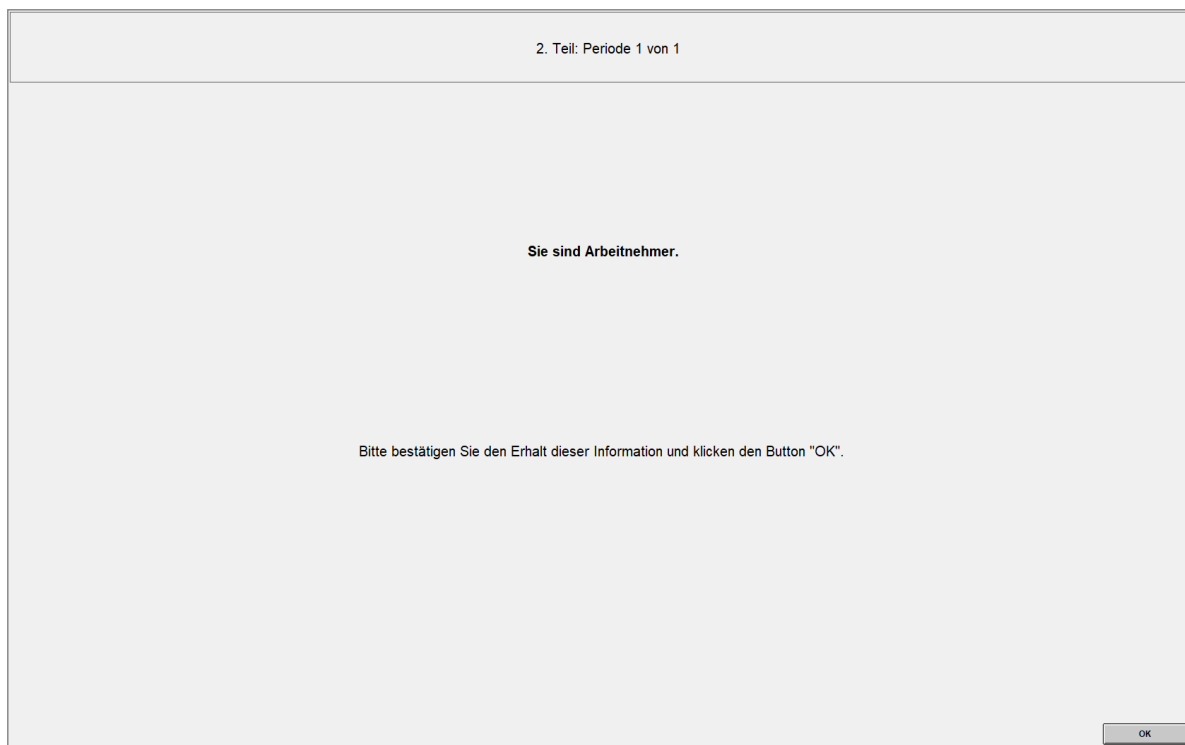 2. Teil: Periode 1 von 1
Sie sind Arbeitnehmer.
Bitte bestätigen Sie den Erhalt dieser Information und klicken den Button "OK".
OK